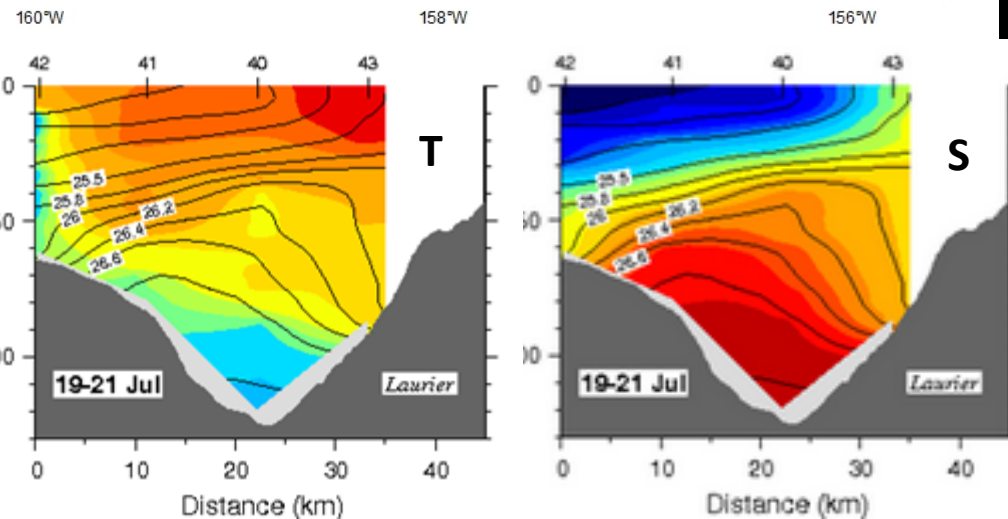 160°W 158°W 156°W
42 41 40 43 42 41 40 43
0 0
T S
25.5 25.5
25.8 25.8
26 26.2 26 26.2
26.4 26.4
26.6 26.6
19-21 Jul Laurier 19-21 Jul Laurier
0 10 20 30 40 0 10 20 30 40
Distance (km) Distance (km)